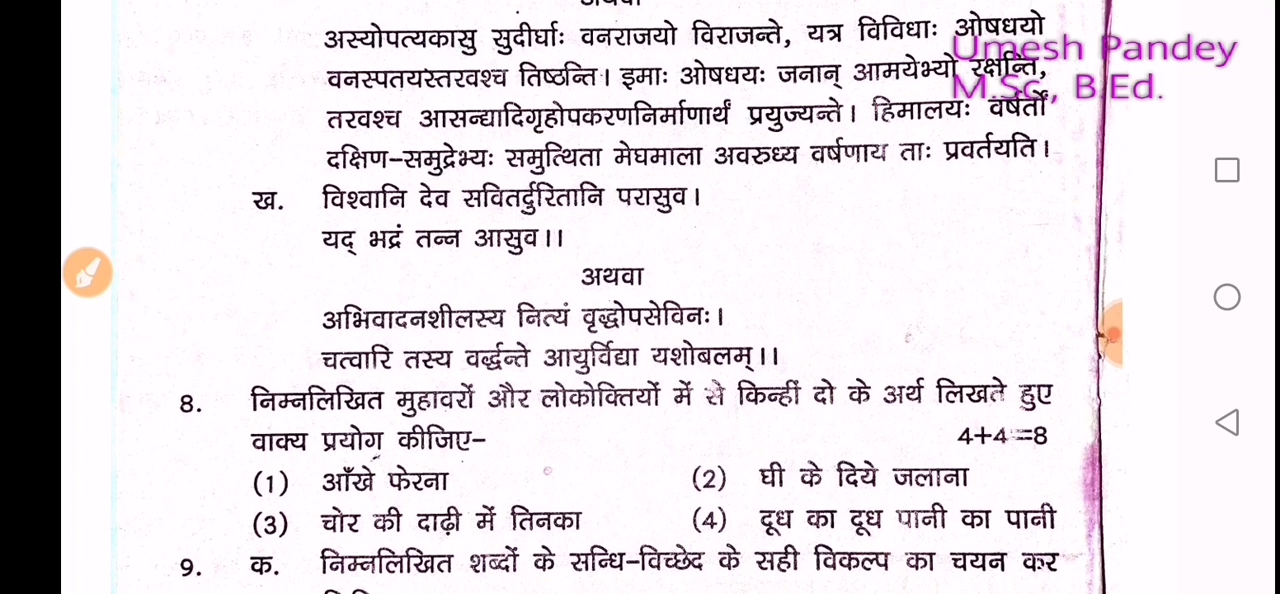 अथवा
अस्योपत्यकासु सुदीर्घाः वनराजयो विराजन्ते, यत्र विविधाः ओषधयो
Umesh Pandey
वनस्पतयस्तरवश्च तिष्ठन्ति। इमाः ओषधयः जनान् आमयेभ्यो रक्षन्ति,
M.Sc, B.Ed.
तरवश्च आसन्द्यादिगृहोपकरणनिर्माणार्थं प्रयुज्यन्ते। हिमालयः वर्षर्तौ
दक्षिण-समुद्रेभ्यः समुत्थिता मेघमाला अवरुध्य वर्षणाय ताः प्रवर्तयति।
ख. विश्वानि देव सवितर्दुरितानि परासुव।
यद् भद्रं तन्न आसुव।।
अथवा
अभिवादनशीलस्य नित्यं वृद्धोपसेविनः।
चत्वारि तस्य वर्द्धन्ते आयुर्विद्या यशोबलम्।।
8. निम्नलिखित मुहावरों और लोकोक्तियों में से किन्हीं दो के अर्थ लिखते हुए
वाक्य प्रयोग कीजिए- 4+4=8
(1) आँखे फेरना (2) घी के दिये जलाना
(3) चोर की दाढ़ी में तिनका (4) दूध का दूध पानी का पानी
9. क. निम्नलिखित शब्दों के सन्धि-विच्छेद के सही विकल्प का चयन कर